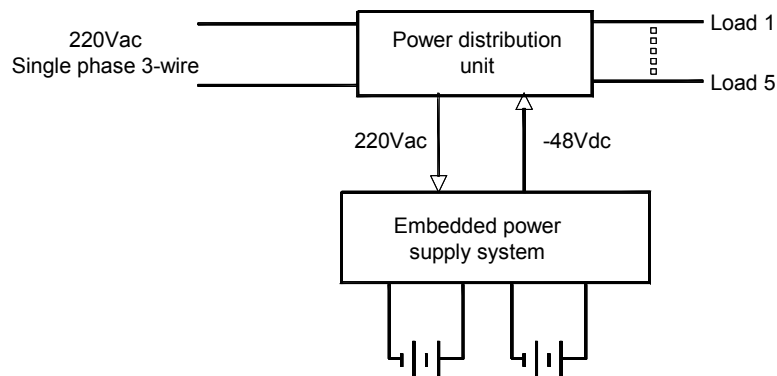 220Vac
Single phase 3-wire
Power distribution
unit
Load 1
Load 5
220Vac
-48Vdc
Embedded power
supply system